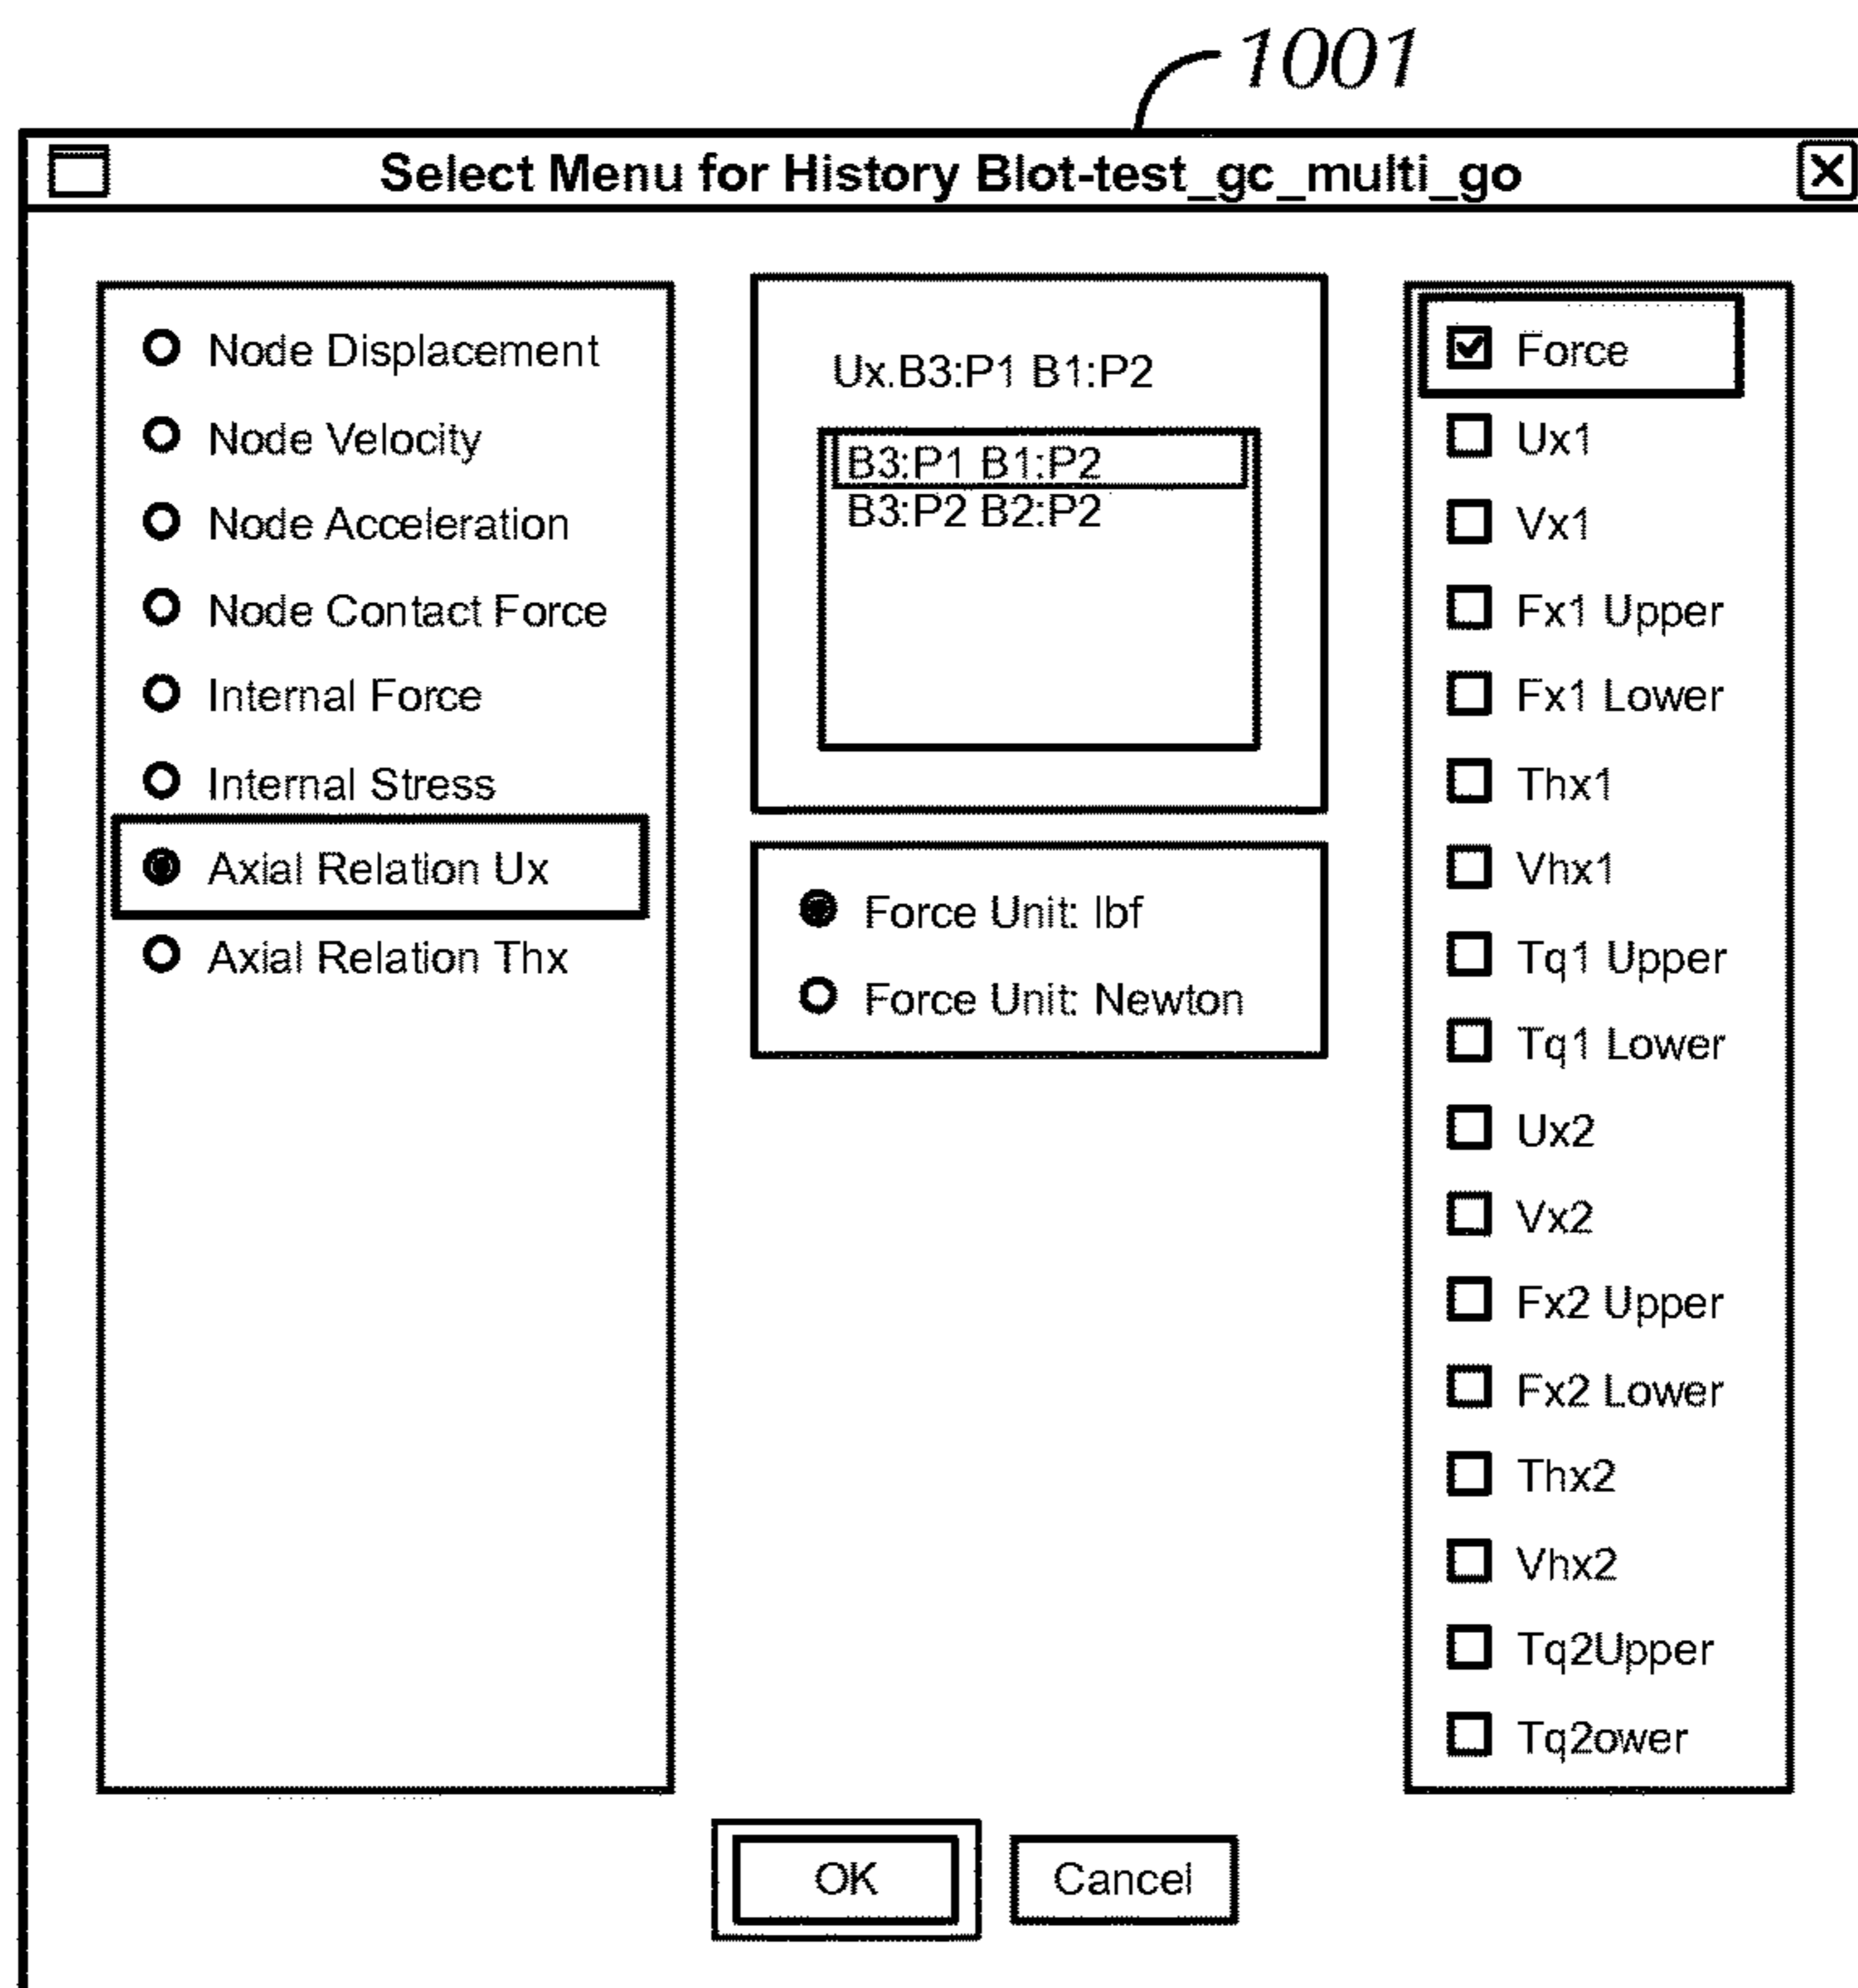 1001
Select Menu for History Blot-test_gc_multi_go
Node Displacement
Node Velocity
Node Acceleration
Node Contact Force
Internal Force
Internal Stress
Axial Relation Ux
Axial Relation Thx
Ux.B3:P1 B1:P2
B3:P1 B1:P2
B3:P2 B2:P2
Force Unit: lbf
Force Unit: Newton
Force
Ux1
Vx1
Fx1 Upper
Fx1 Lower
Thx1
Vhx1
Tq1 Upper
Tq1 Lower
Ux2
Vx2
Fx2 Upper
Fx2 Lower
Thx2
Vhx2
Tq2Upper
Tq2ower
OK
Cancel